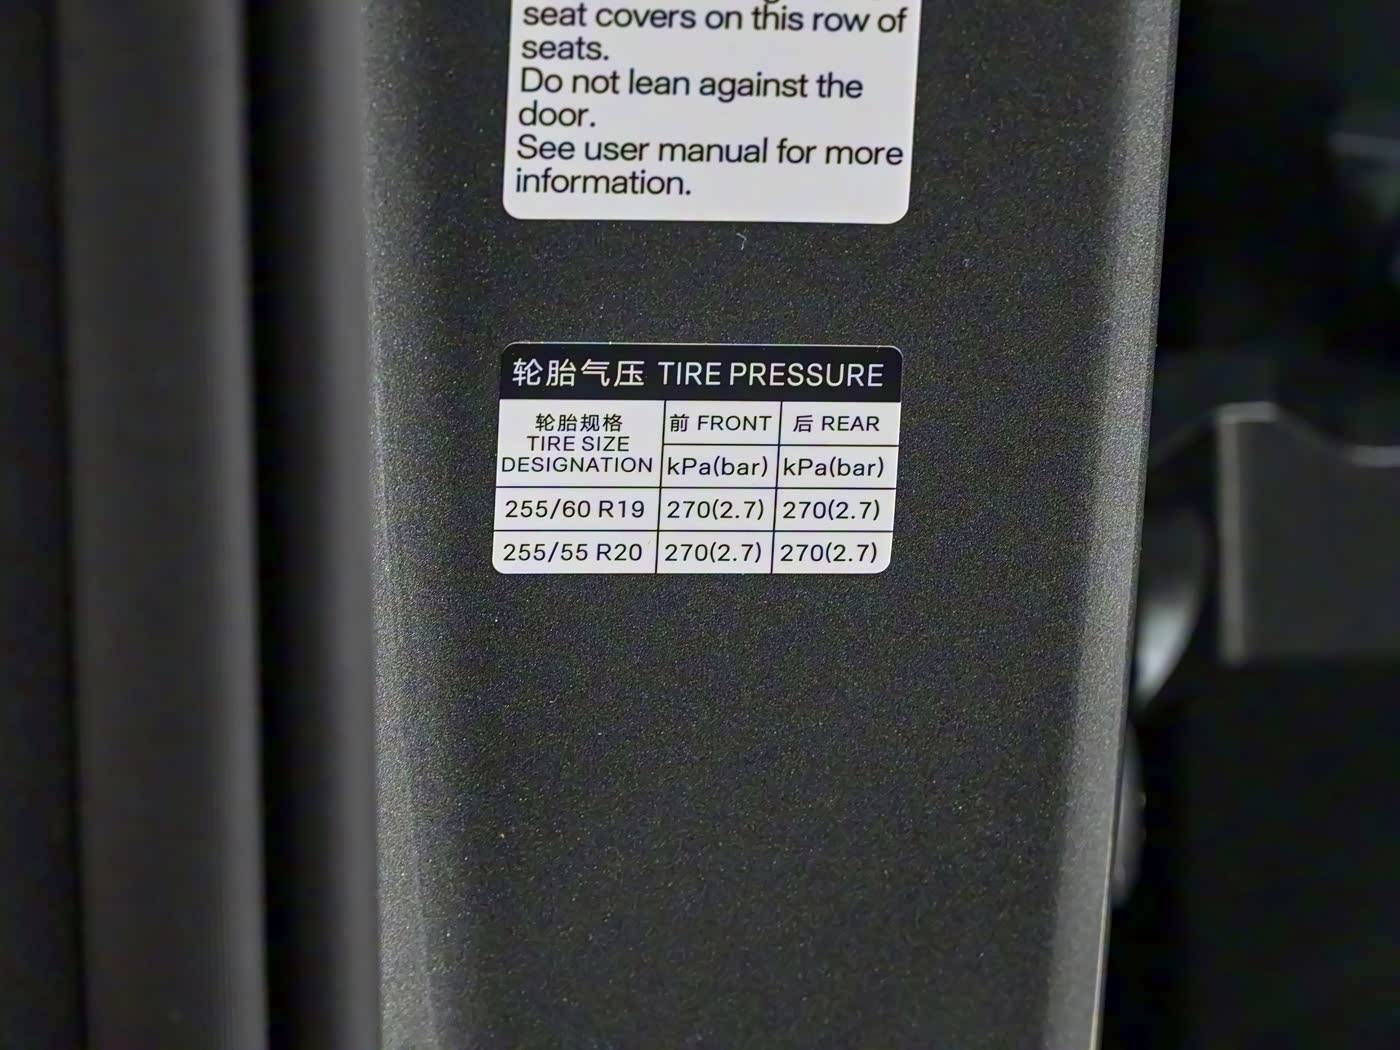 seat covers on this row of
seats.
Do not lean against the
door.
See user manual for more
information.
轮胎气压 TIRE PRESSURE
轮胎规格
TIRE SIZE
DESIGNATION
前 FRONT 后 REAR
kPa(bar) kPa(bar)
255/60 R19 270(2.7) 270(2.7)
255/55 R20 270(2.7) 270(2.7)